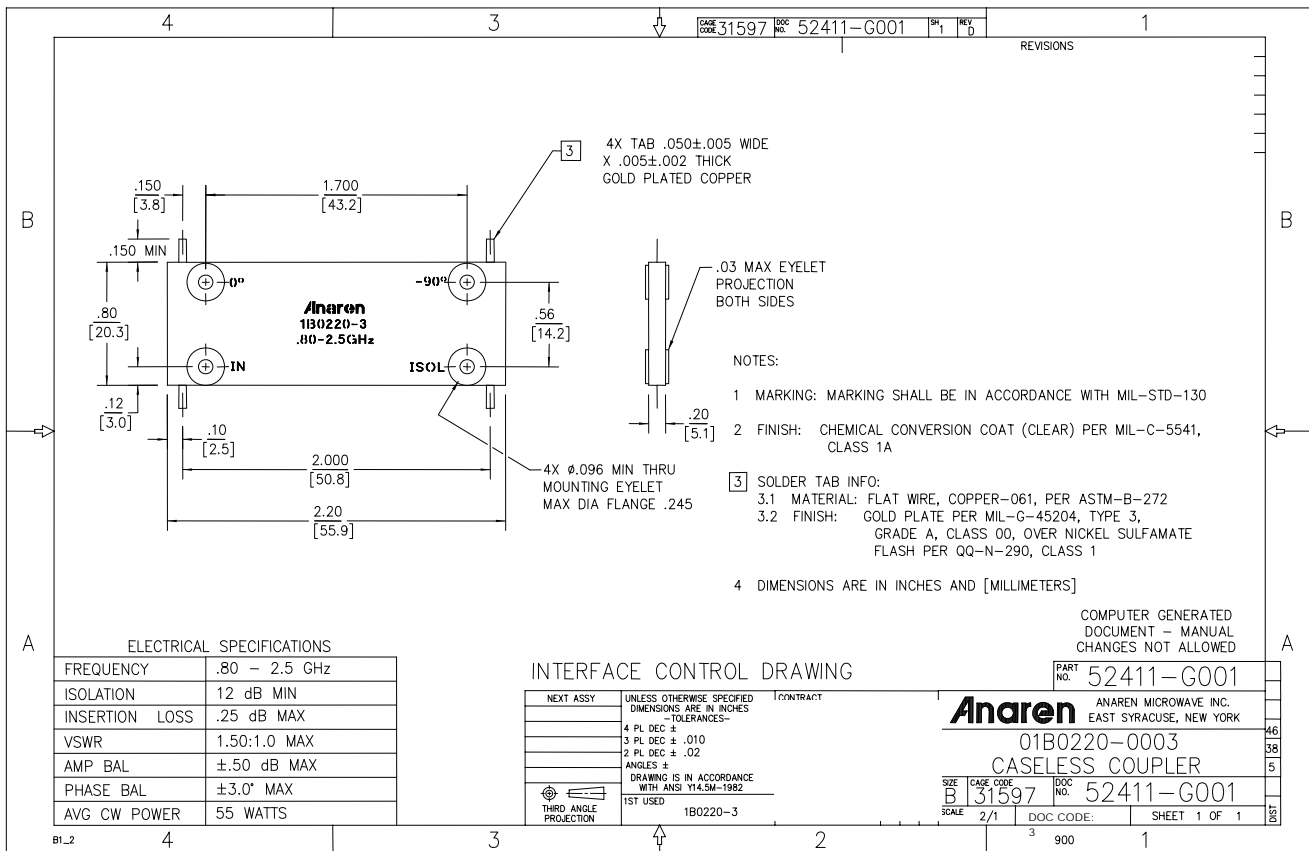 4
3
CAGE CODE 31597 DOC NO. 52411-G001 SH 1 REV D
1
REVISIONS
B
B
3
4X TAB .050±.005 WIDE
X .005±.002 THICK
GOLD PLATED COPPER
.150
[3.8]
1.700
[43.2]
.150 MIN
0°
-90°
Anaren
1B0220-3
.80-2.5GHz
IN
ISOL
.80
[20.3]
.56
[14.2]
.12
[3.0]
.10
[2.5]
2.000
[50.8]
2.20
[55.9]
4X ø.096 MIN THRU
MOUNTING EYELET
MAX DIA FLANGE .245
.03 MAX EYELET
PROJECTION
BOTH SIDES
.20
[5.1]
NOTES:
1 MARKING: MARKING SHALL BE IN ACCORDANCE WITH MIL-STD-130
2 FINISH: CHEMICAL CONVERSION COAT (CLEAR) PER MIL-C-5541,
CLASS 1A
3 SOLDER TAB INFO:
3.1 MATERIAL: FLAT WIRE, COPPER-061, PER ASTM-B-272
3.2 FINISH: GOLD PLATE PER MIL-G-45204, TYPE 3,
GRADE A, CLASS 00, OVER NICKEL SULFAMATE
FLASH PER QQ-N-290, CLASS 1
4 DIMENSIONS ARE IN INCHES AND [MILLIMETERS]
COMPUTER GENERATED
DOCUMENT - MANUAL
CHANGES NOT ALLOWED
A
A
ELECTRICAL SPECIFICATIONS
FREQUENCY .80 - 2.5 GHz
ISOLATION 12 dB MIN
INSERTION LOSS .25 dB MAX
VSWR 1.50:1.0 MAX
AMP BAL ±.50 dB MAX
PHASE BAL ±3.0° MAX
AVG CW POWER 55 WATTS
INTERFACE CONTROL DRAWING
NEXT ASSY
UNLESS OTHERWISE SPECIFIED
DIMENSIONS ARE IN INCHES
-TOLERANCES-
4 PL DEC ±
3 PL DEC ± .010
2 PL DEC ± .02
ANGLES ±
DRAWING IS IN ACCORDANCE
WITH ANSI Y14.5M-1982
1ST USED
1B0220-3
THIRD ANGLE
PROJECTION
CONTRACT
PART NO. 52411-G001
Anaren
ANAREN MICROWAVE INC.
EAST SYRACUSE, NEW YORK
01B0220-0003
CASELESS COUPLER
SIZE B CAGE CODE 31597 DOC NO. 52411-G001
SCALE 2/1 DOC CODE: SHEET 1 OF 1
3 900
46
38
5
DIST
B1_2
4
3
2
1